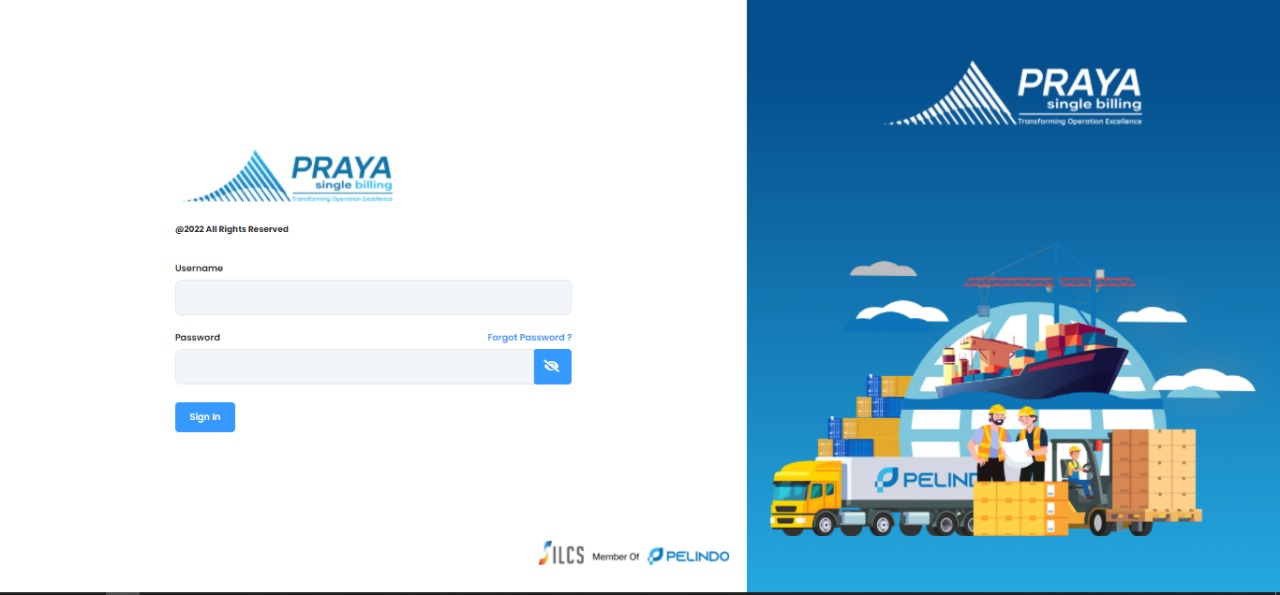 PRAYA
single billing
Transforming Operation Excellence
@2022 All Rights Reserved
Username
Password
Forgot Password ?
Sign In
ILCS
Member Of
PELINDO
PRAYA
single billing
Transforming Operation Excellence
PELIND